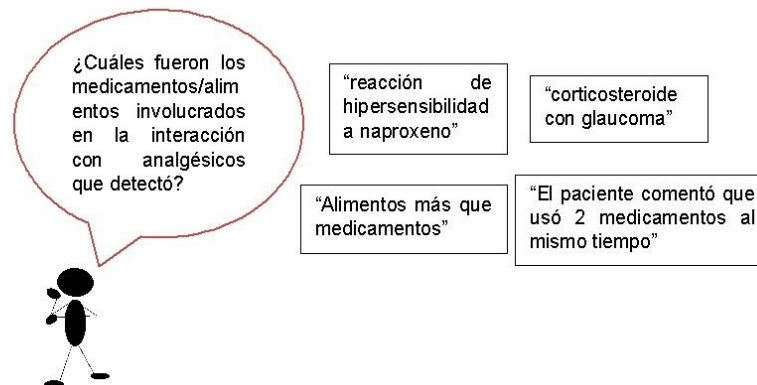 ¿Cuáles fueron los
medicamentos/alim
entos involucrados
en la interacción
con analgésicos
que detectó?
“reacción de
hipersensibilidad
a naproxeno”
“corticosteroide
con glaucoma”
“Alimentos más que
medicamentos”
“El paciente comentó que
usó 2 medicamentos al
mismo tiempo”